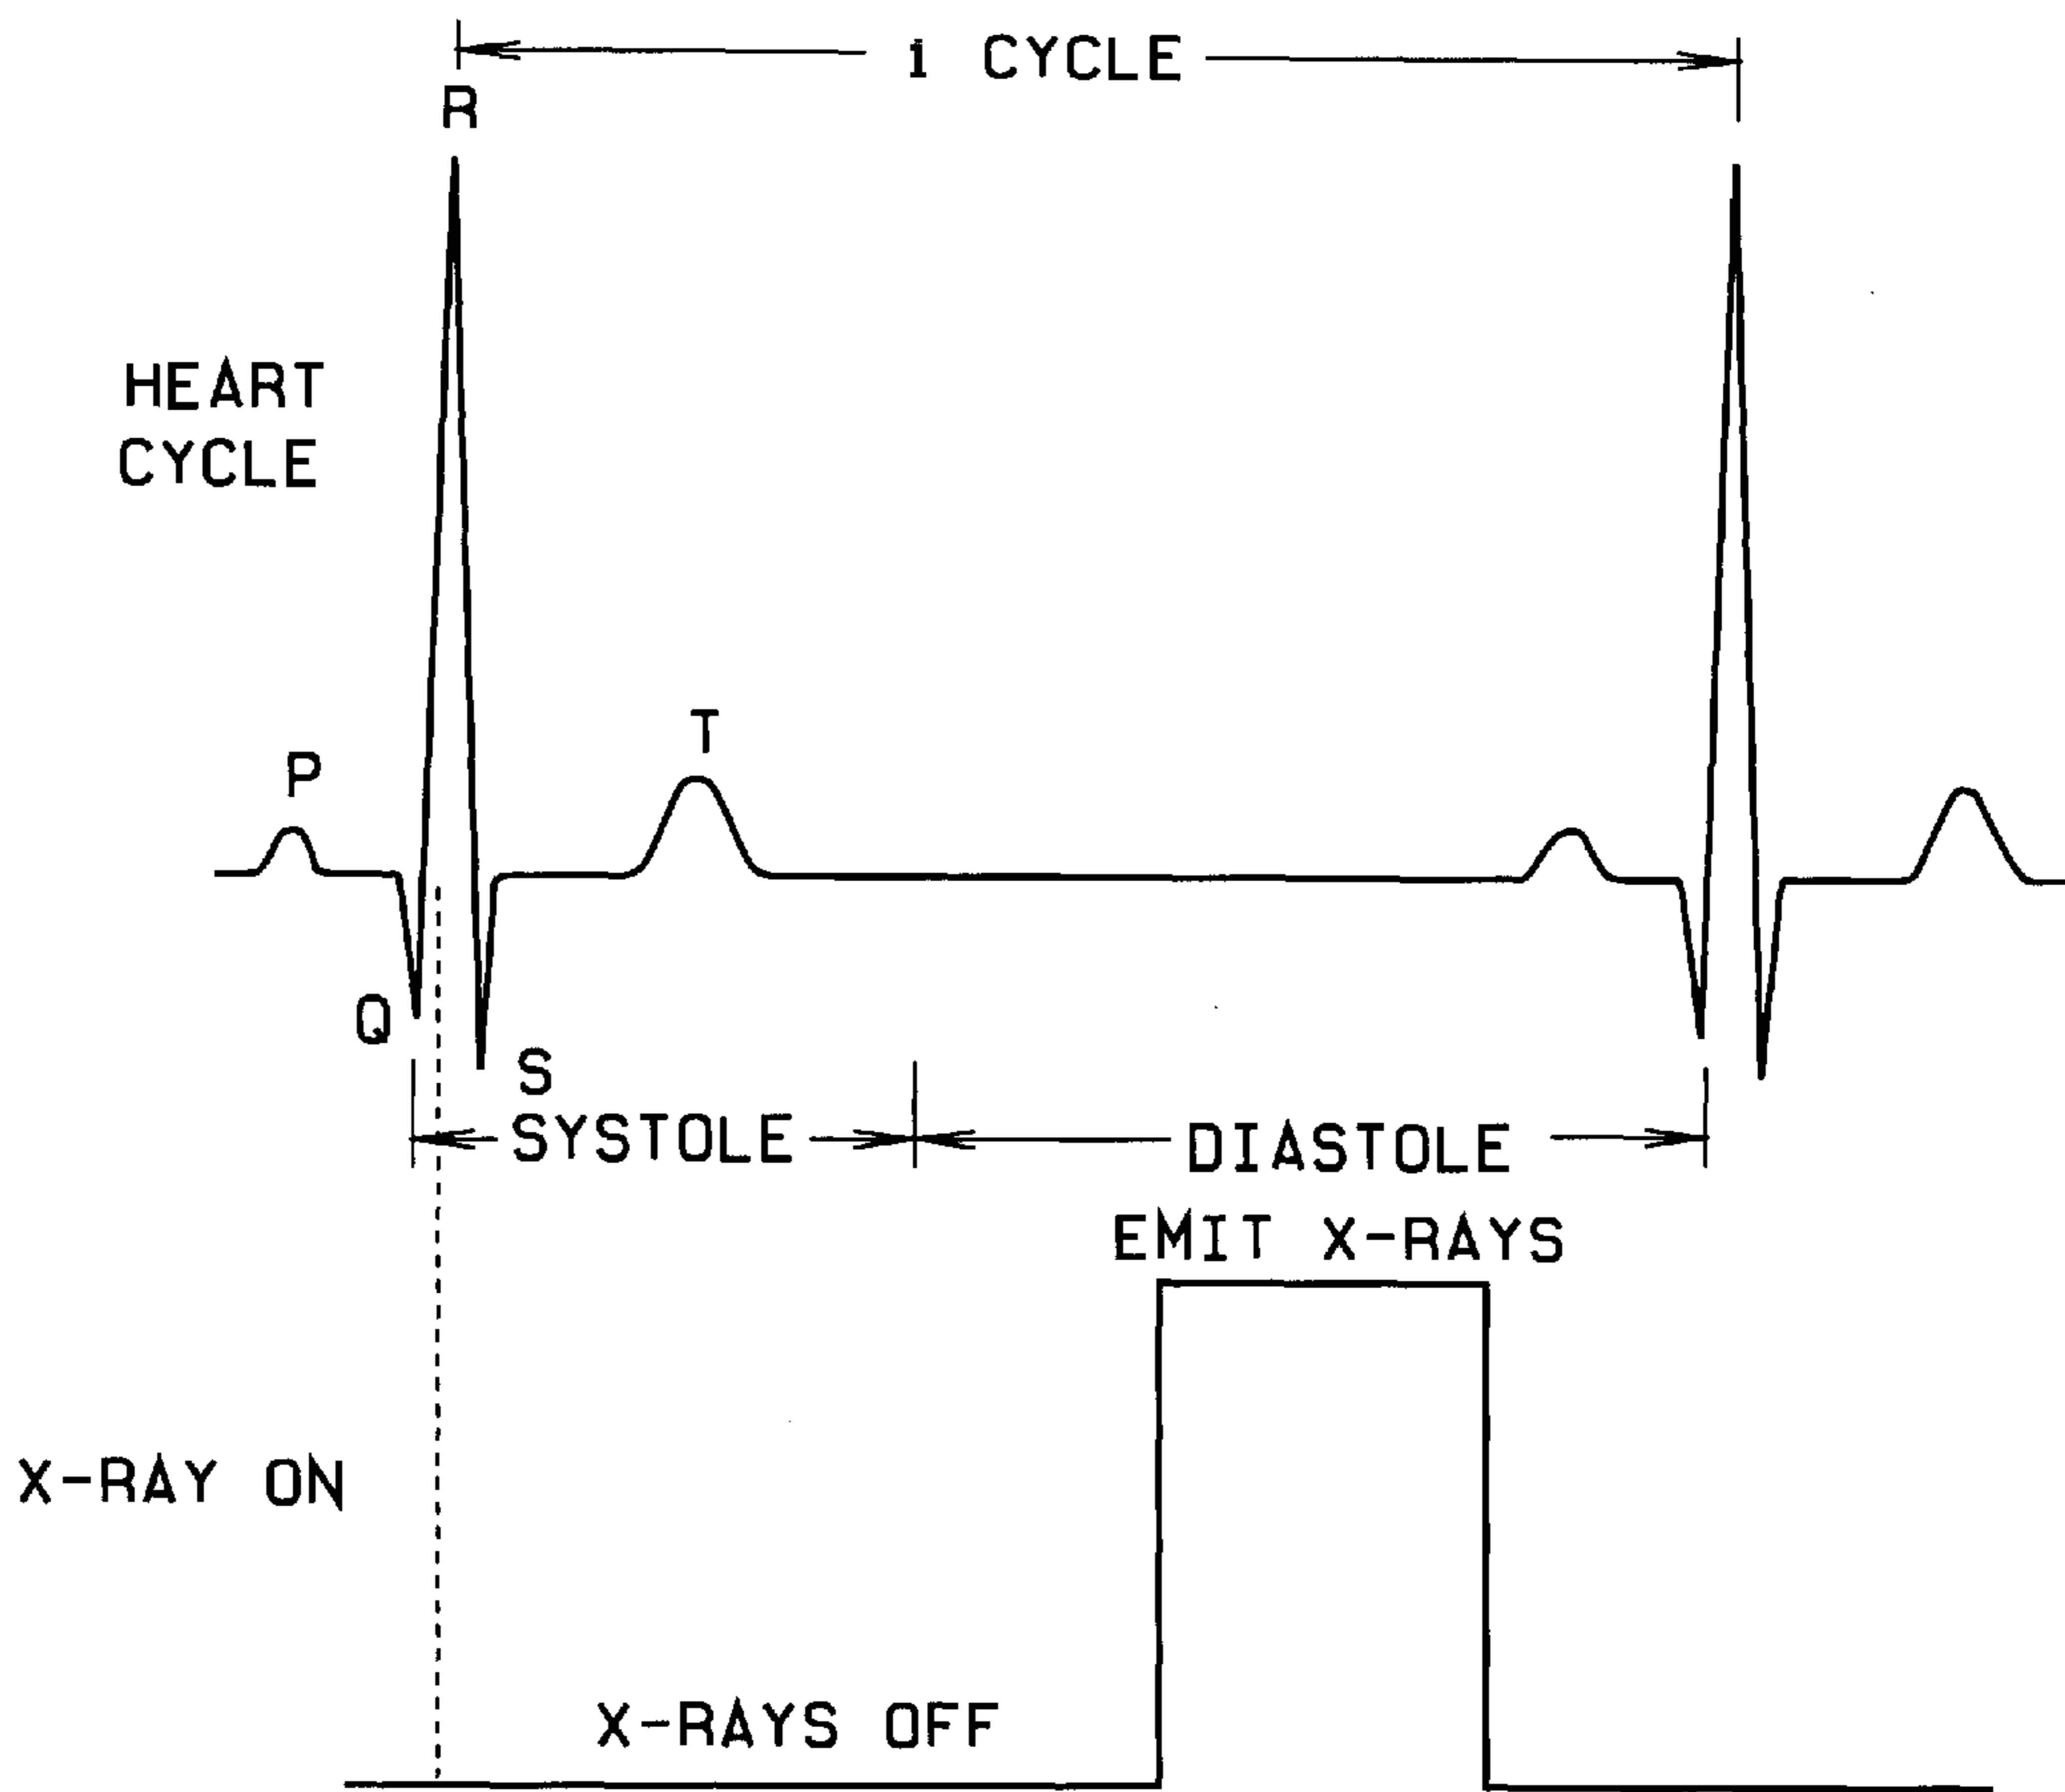 1 CYCLE
R
HEART
CYCLE
T
P
Q
S
SYSTOLE
DIASTOLE
EMIT X-RAYS
X-RAY ON
X-RAYS OFF